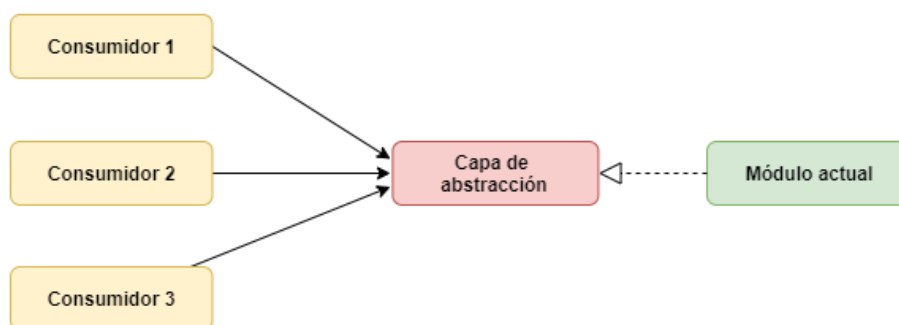 Consumidor 1
Consumidor 2
Capa de
abstracción
Módulo actual
Consumidor 3